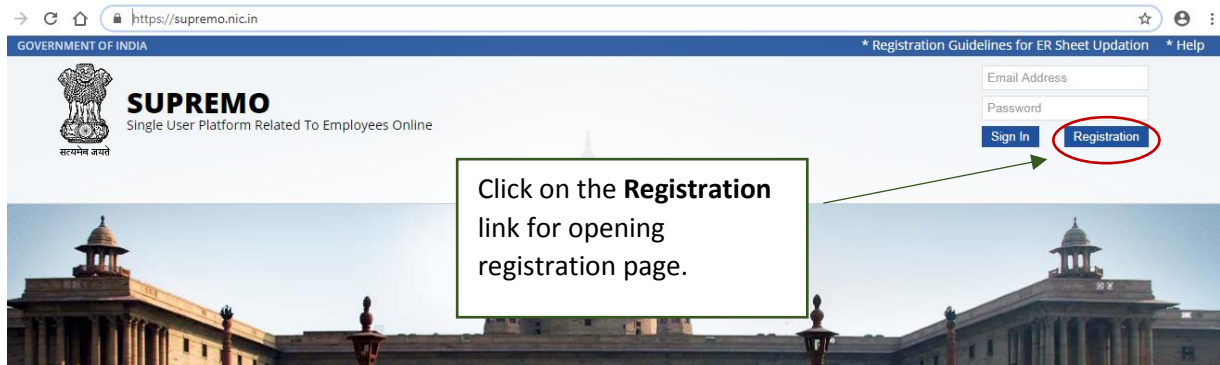 https://supremo.nic.in
GOVERNMENT OF INDIA
* Registration Guidelines for ER Sheet Updation * Help
Email Address
SUPREMO
Password
Single User Platform Related To Employees Online
Sign In Registration
सत्यमेव जयते
Click on the Registration
link for opening
registration page.